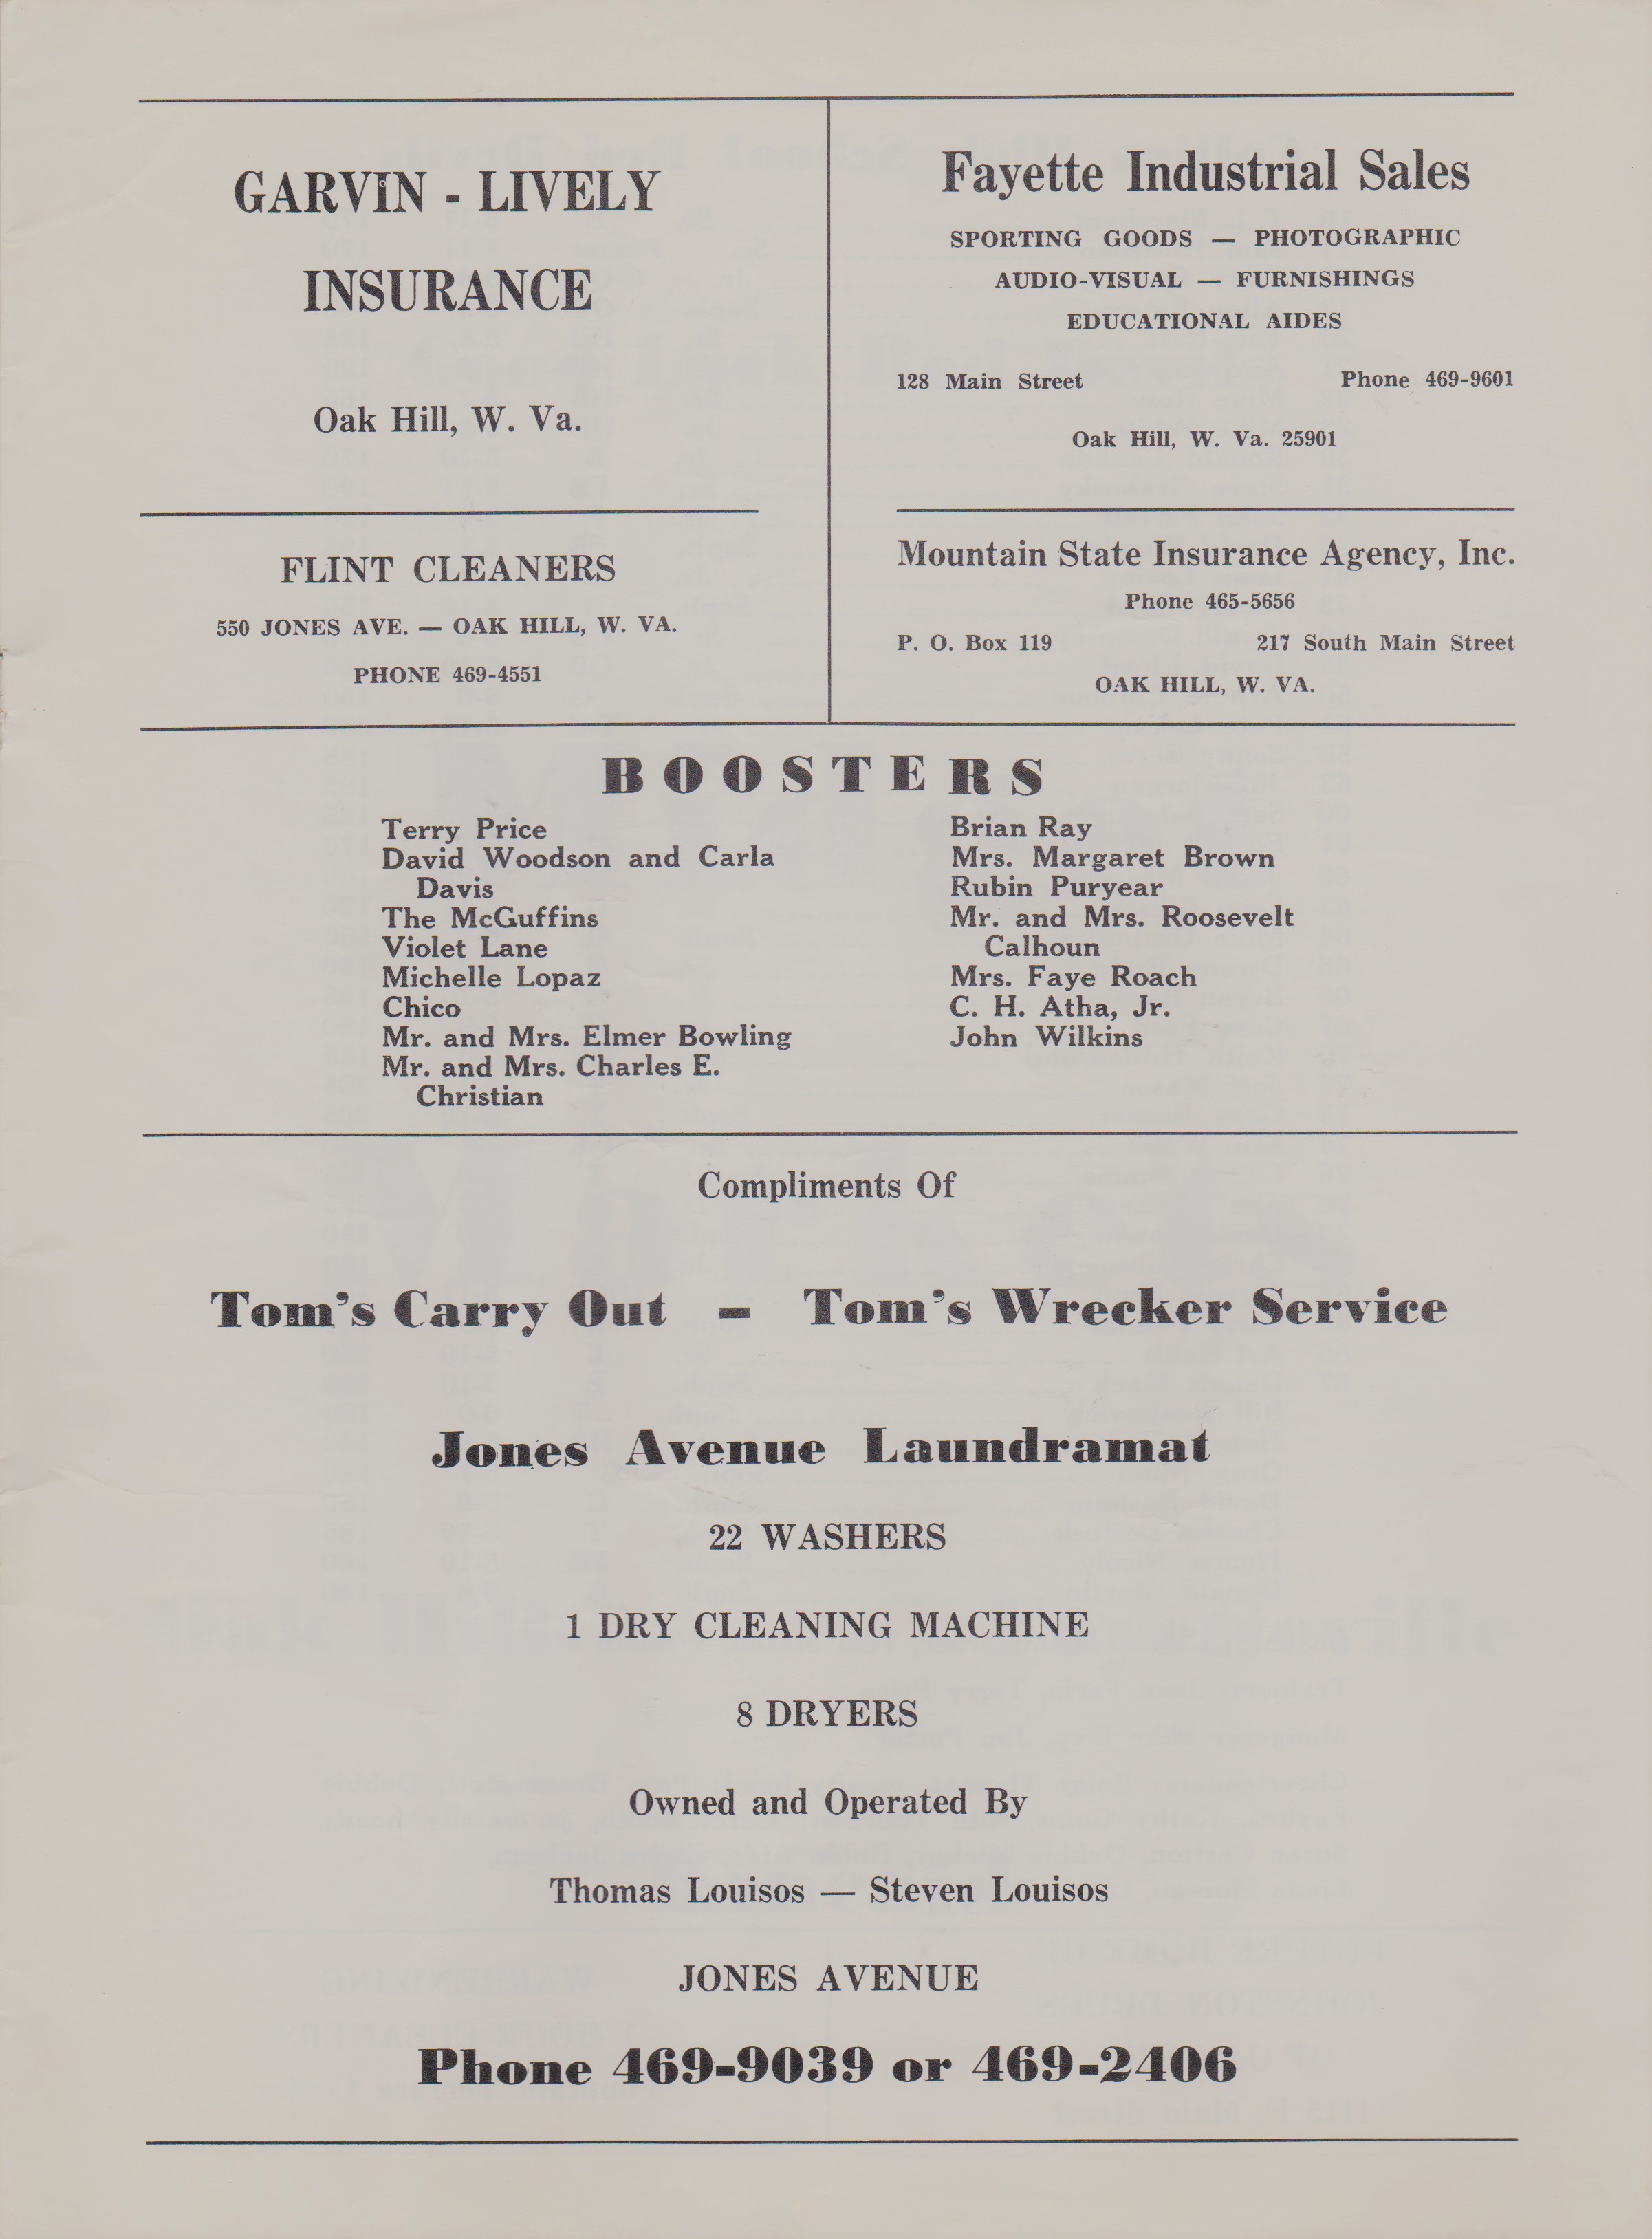 GARVIN - LIVELY
INSURANCE
Oak Hill, W. Va.
Fayette Industrial Sales
SPORTING GOODS — PHOTOGRAPHIC
AUDIO-VISUAL — FURNISHINGS
EDUCATIONAL AIDES
128 Main Street Phone 469-9601
Oak Hill, W. Va. 25901
FLINT CLEANERS
550 JONES AVE. — OAK HILL, W. VA.
PHONE 469-4551
Mountain State Insurance Agency, Inc.
Phone 465-5656
P. O. Box 119 217 South Main Street
OAK HILL, W. VA.
BOOSTERS
Terry Price
David Woodson and Carla
Davis
The McGuffins
Violet Lane
Michelle Lopaz
Chico
Mr. and Mrs. Elmer Bowling
Mr. and Mrs. Charles E.
Christian
Brian Ray
Mrs. Margaret Brown
Rubin Puryear
Mr. and Mrs. Roosevelt
Calhoun
Mrs. Faye Roach
C. H. Atha, Jr.
John Wilkins
Compliments Of
Tom's Carry Out - Tom's Wrecker Service
Jones Avenue Laundramat
22 WASHERS
1 DRY CLEANING MACHINE
8 DRYERS
Owned and Operated By
Thomas Louisos — Steven Louisos
JONES AVENUE
Phone 469-9039 or 469-2406